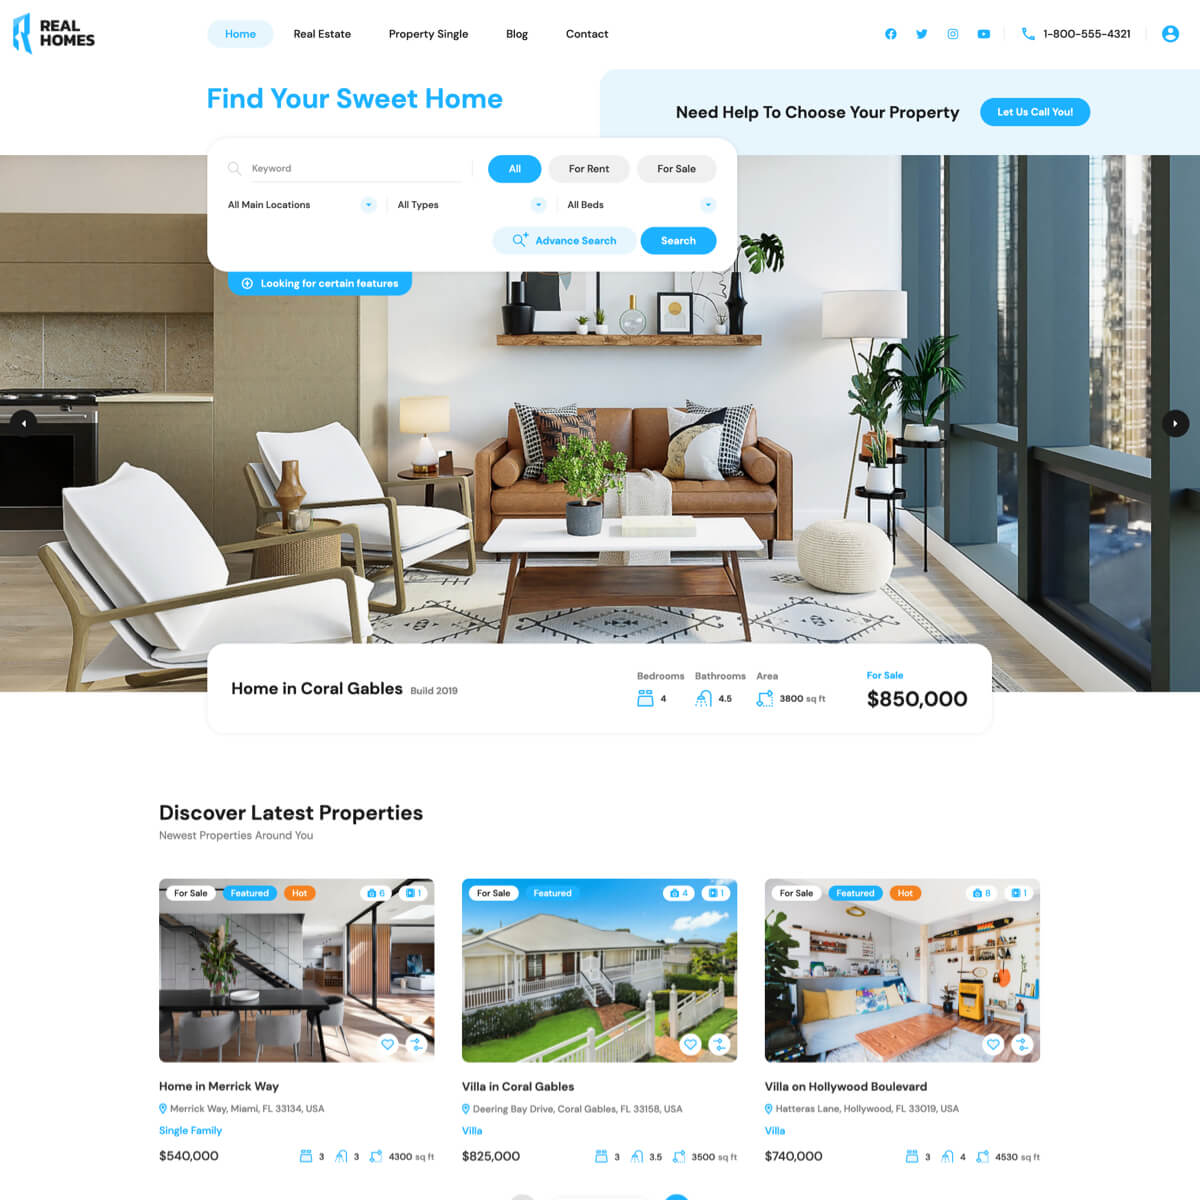 REAL
HOMES
Home
Real Estate
Property Single
Blog
Contact
1-800-555-4321
Find Your Sweet Home
Need Help To Choose Your Property
Let Us Call You!
Keyword
All
For Rent
For Sale
All Main Locations
All Types
All Beds
Advance Search
Search
Looking for certain features
Home in Coral Gables Build 2019
Bedrooms
Bathrooms
Area
4
4.5
3800 sq ft
For Sale
$850,000
Discover Latest Properties
Newest Properties Around You
For Sale
Featured
Hot
6
1
Home in Merrick Way
Merrick Way, Miami, FL 33134, USA
Single Family
$540,000
3
3
4300 sq ft
For Sale
Featured
4
1
Villa in Coral Gables
Deering Bay Drive, Coral Gables, FL 33158, USA
Villa
$825,000
3
3.5
3500 sq ft
For Sale
Featured
Hot
8
1
Villa on Hollywood Boulevard
Hatteras Lane, Hollywood, FL 33019, USA
Villa
$740,000
3
4
4530 sq ft